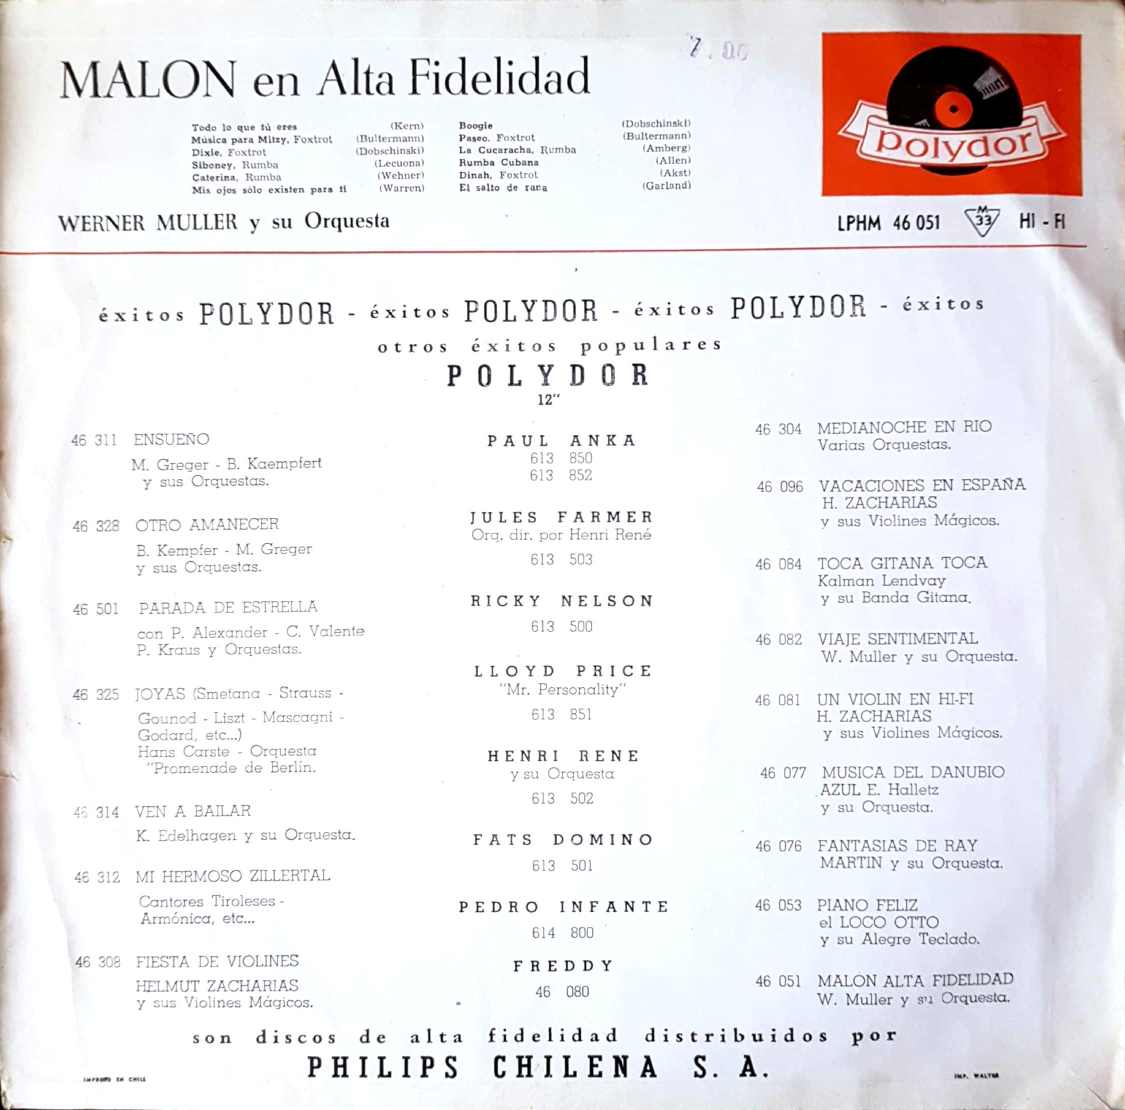 7.00
MALON en Alta Fidelidad
Todo lo que tú eres (Kern)
Música para Mitzy, Foxtrot (Bultermann)
Dixie, Foxtrot (Dobschinski)
Siboney, Rumba (Lecuona)
Caterina, Rumba (Wehner)
Mis ojos sólo existen para ti (Warren)
Boogie (Dobschinski)
Paseo, Foxtrot (Bultermann)
La Cucaracha, Rumba (Amberg)
Rumba Cubana (Allen)
Dinah, Foxtrot (Akst)
El salto de rana (Garland)
polydor
WERNER MULLER y su Orquesta
LPHM 46 051 M 33 HI - FI
éxitos POLYDOR - éxitos POLYDOR - éxitos POLYDOR - éxitos
otros éxitos populares
POLYDOR
12"
46 311 ENSUEÑO
M. Greger - B. Kaempfert
y sus Orquestas.
46 328 OTRO AMANECER
B. Kempfer - M. Greger
y sus Orquestas.
46 501 PARADA DE ESTRELLA
con P. Alexander - C. Valente
P. Kraus y Orquestas.
46 325 JOYAS (Smetana - Strauss -
Gounod - Liszt - Mascagni -
Godard, etc...)
Hans Carste - Orquesta
"Promenade de Berlín.
46 314 VEN A BAILAR
K. Edelhagen y su Orquesta.
46 312 MI HERMOSO ZILLERTAL
Cantores Tiroleses -
Armónica, etc...
46 308 FIESTA DE VIOLINES
HELMUT ZACHARIAS
y sus Violines Mágicos.
PAUL ANKA
613 850
613 852
JULES FARMER
Orq. dir. por Henri René
613 503
RICKY NELSON
613 500
LLOYD PRICE
"Mr. Personality"
613 851
HENRI RENE
y su Orquesta
613 502
FATS DOMINO
613 501
PEDRO INFANTE
614 800
FREDDY
46 080
46 304 MEDIANOCHE EN RIO
Varias Orquestas.
46 096 VACACIONES EN ESPAÑA
H. ZACHARIAS
y sus Violines Mágicos.
46 084 TOCA GITANA TOCA
Kalman Lendvay
y su Banda Gitana.
46 082 VIAJE SENTIMENTAL
W. Muller y su Orquesta.
46 081 UN VIOLIN EN HI-FI
H. ZACHARIAS
y sus Violines Mágicos.
46 077 MUSICA DEL DANUBIO
AZUL E. Halletz
y su Orquesta.
46 076 FANTASIAS DE RAY
MARTIN y su Orquesta.
46 053 PIANO FELIZ
el LOCO OTTO
y su Alegre Teclado.
46 051 MALON ALTA FIDELIDAD
W. Muller y su Orquesta.
son discos de alta fidelidad distribuidos por
PHILIPS CHILENA S. A.
IMPRESO EN CHILE
IMP. WALTER